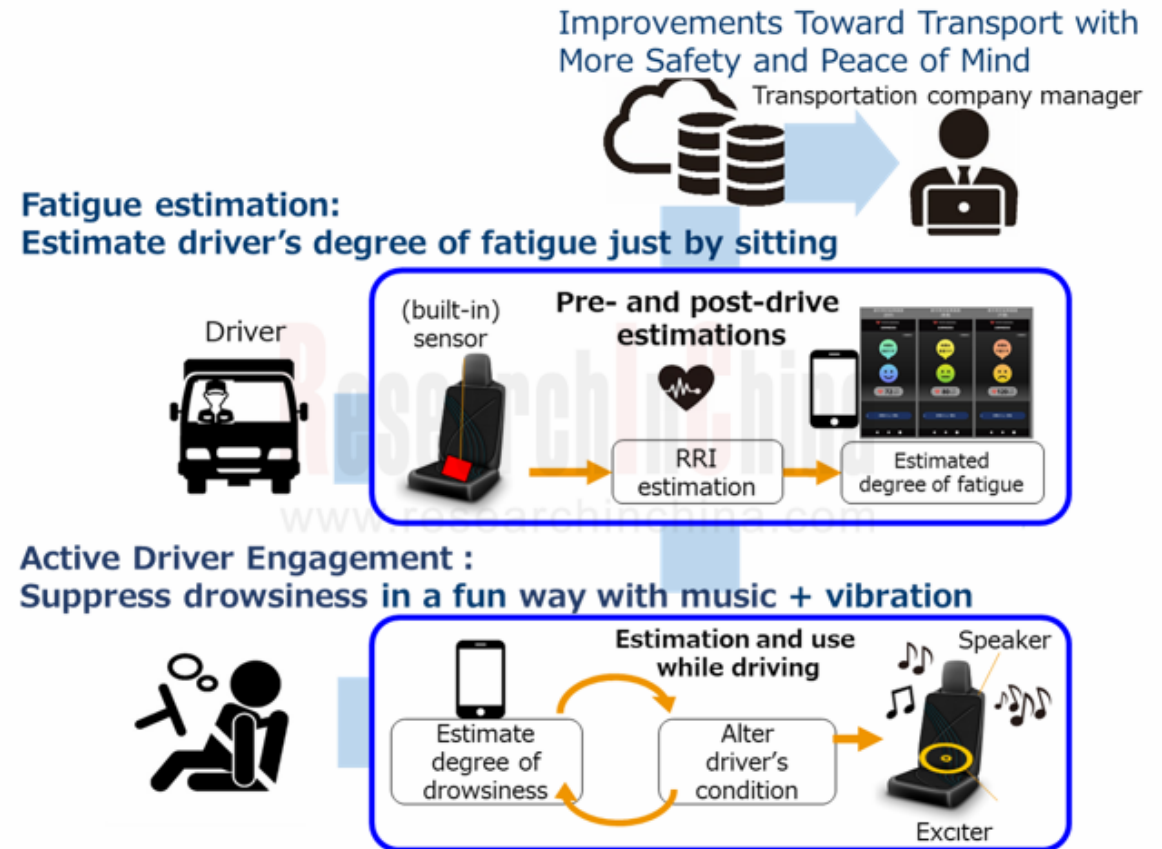 Improvements Toward Transport with
More Safety and Peace of Mind
Transportation company manager
Fatigue estimation:
Estimate driver's degree of fatigue just by sitting
Driver
(built-in)
sensor
Pre- and post-drive
estimations
RRI
estimation
Estimated
degree of fatigue
ResearchInChina
www.researchinchina.com
Active Driver Engagement :
Suppress drowsiness in a fun way with music + vibration
Estimation and use
while driving
Speaker
Estimate
degree of
drowsiness
Alter
driver's
condition
Exciter